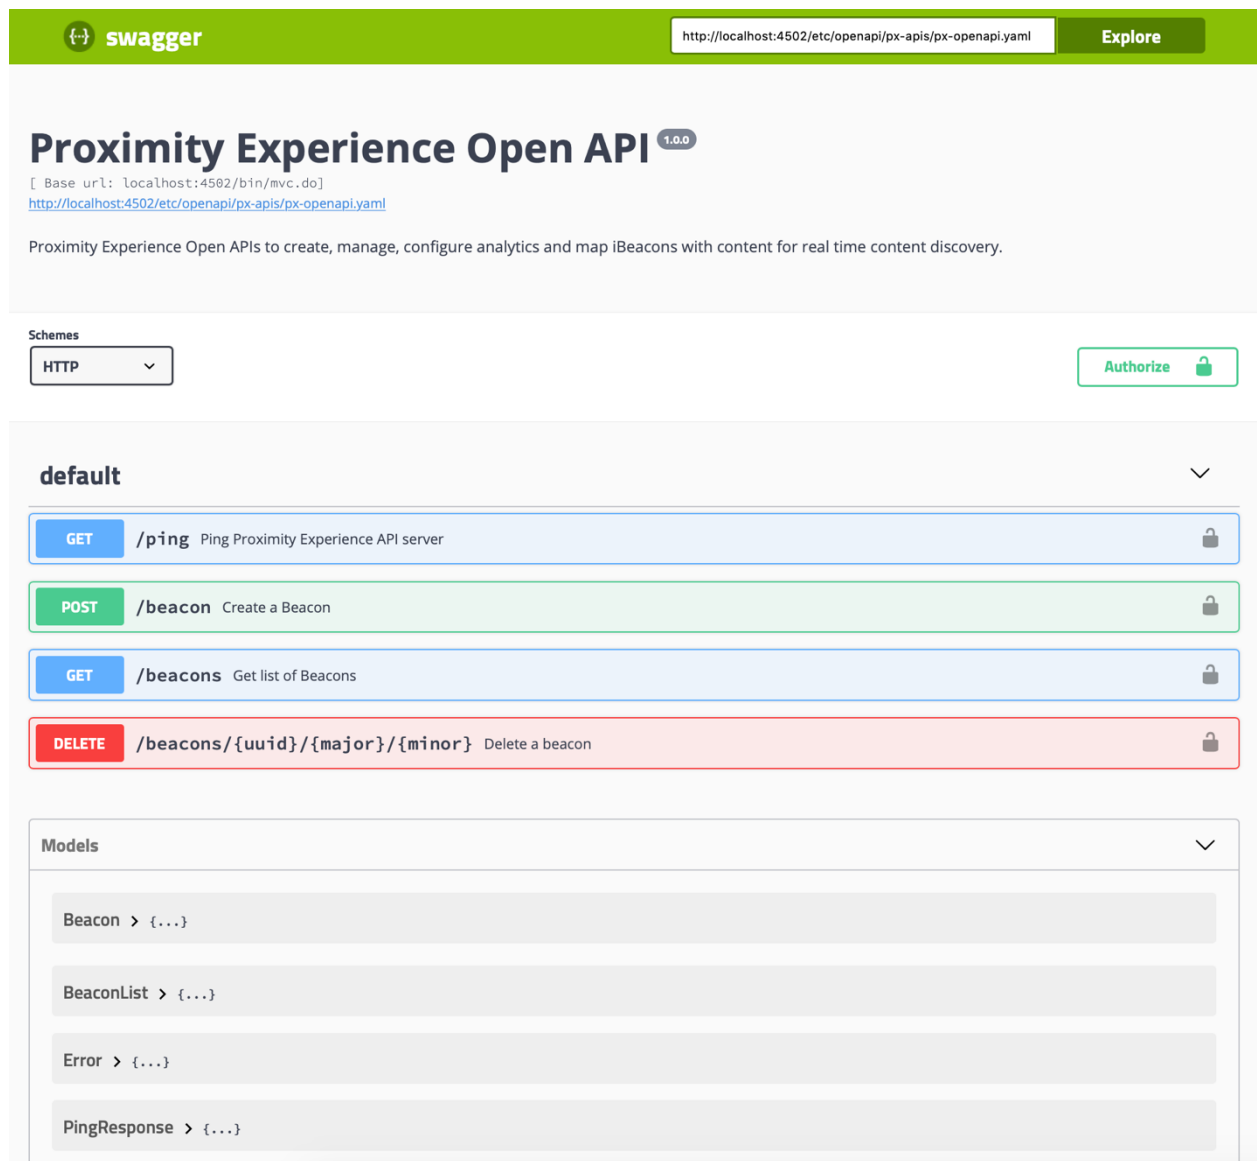 {··} swagger http://localhost:4502/etc/openapi/px-apis/px-openapi.yaml Explore
Proximity Experience Open API 1.0.0
[ Base url: localhost:4502/bin/mvc.do]
http://localhost:4502/etc/openapi/px-apis/px-openapi.yaml
Proximity Experience Open APIs to create, manage, configure analytics and map iBeacons with content for real time content discovery.
Schemes
HTTP
Authorize
default
GET /ping Ping Proximity Experience API server
POST /beacon Create a Beacon
GET /beacons Get list of Beacons
DELETE /beacons/{uuid}/{major}/{minor} Delete a beacon
Models
Beacon > {...}
BeaconList > {...}
Error > {...}
PingResponse > {...}